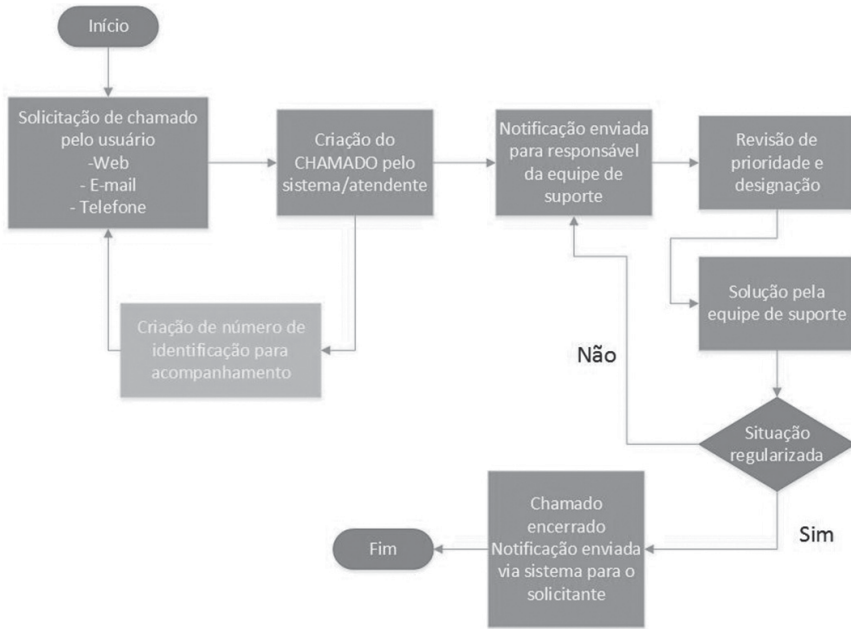 Início
Solicitação de chamado
pelo usuário
-Web
- E-mail
- Telefone
Criação do
CHAMADO pelo
sistema/atendente
Notificação enviada
para responsável
da equipe de
suporte
Revisão de
prioridade e
designação
Criação de número de
identificação para
acompanhamento
Solução pela
equipe de suporte
Não
Situação
regularizada
Sim
Chamado
encerrado
Notificação enviada
via sistema para o
solicitante
Fim